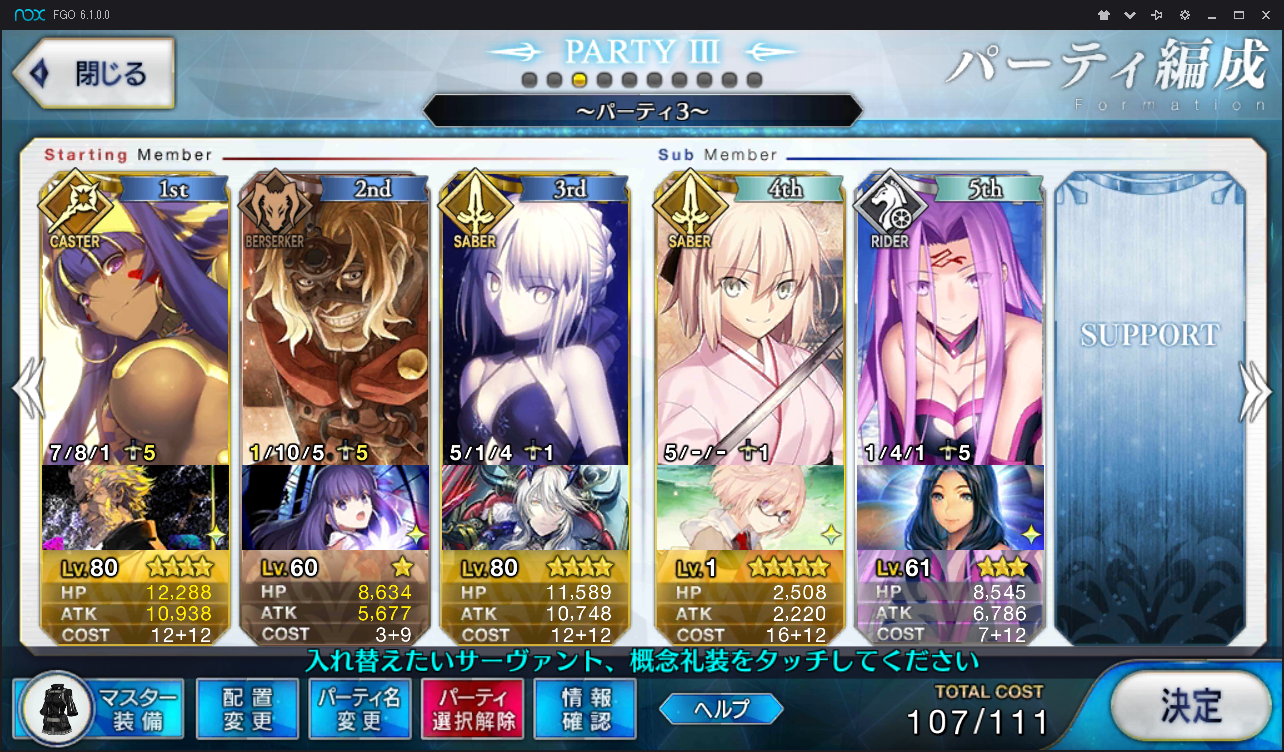 nox FGO 6.1.0.0
閉じる
PARTY III
～パーティ3～
パーティ編成
Formation
Starting Member
Sub Member
1st
CASTER
7/8/1 5
Lv.80
HP 12,288
ATK 10,938
COST 12+12
2nd
BERSERKER
1/10/5 5
Lv.60
HP 8,634
ATK 5,677
COST 3+9
3rd
SABER
5/1/4 1
Lv.80
HP 11,589
ATK 10,748
COST 12+12
4th
SABER
5/-/- 1
Lv.1
HP 2,508
ATK 2,220
COST 16+12
5th
RIDER
1/4/1 5
Lv.61
HP 8,545
ATK 6,786
COST 7+12
SUPPORT
入れ替えたいサーヴァント、概念礼装をタッチしてください
マスター
装備
配置
変更
パーティ名
変更
パーティ
選択解除
情報
確認
ヘルプ
TOTAL COST
107/111
決定